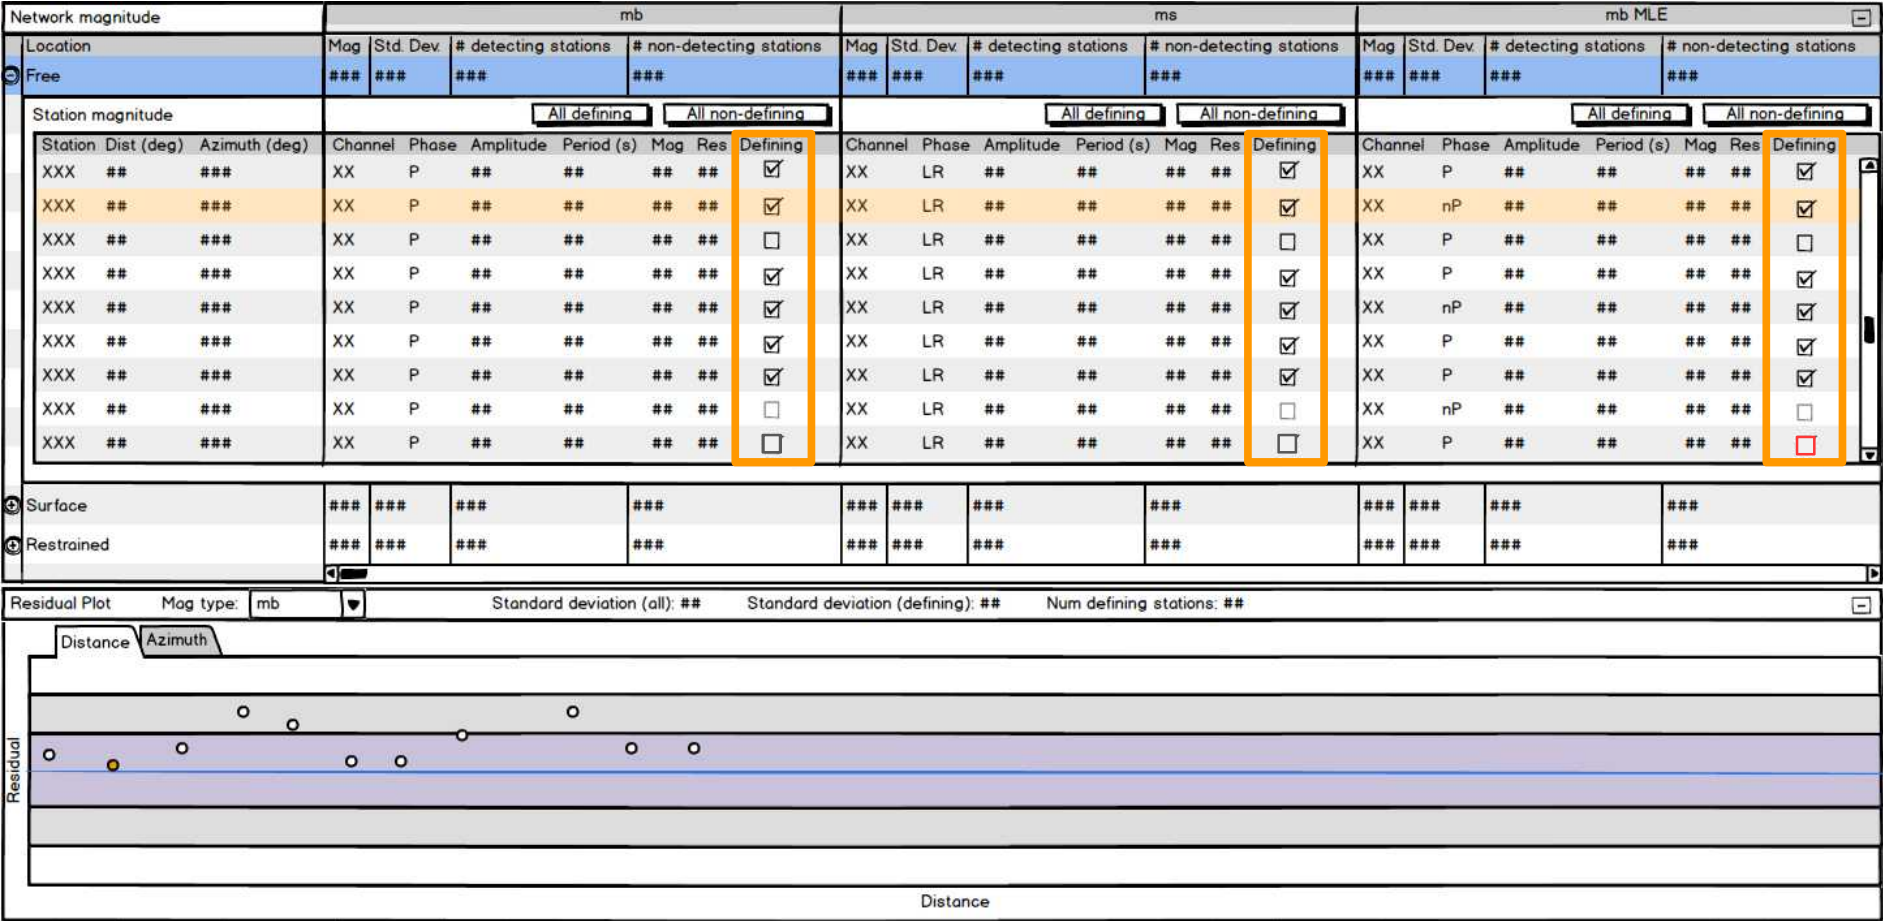 Network magnitude mb ms mb MLE
Location Mag Std. Dev. # detecting stations # non-detecting stations Mag Std. Dev. # detecting stations # non-detecting stations Mag Std. Dev. # detecting stations # non-detecting stations
Free ### ### ### ### ### ### ### ### ### ### ### ###
Station magnitude All defining All non-defining All defining All non-defining All defining All non-defining
Station Dist (deg) Azimuth (deg) Channel Phase Amplitude Period (s) Mag Res Defining Channel Phase Amplitude Period (s) Mag Res Defining Channel Phase Amplitude Period (s) Mag Res Defining
XXX ## ### XX P ## ## ## ## XX LR ## ## ## ## XX P ## ## ## ##
XXX ## ### XX P ## ## ## ## XX LR ## ## ## ## XX nP ## ## ## ##
XXX ## ### XX P ## ## ## ## XX LR ## ## ## ## XX P ## ## ## ##
XXX ## ### XX P ## ## ## ## XX LR ## ## ## ## XX P ## ## ## ##
XXX ## ### XX P ## ## ## ## XX LR ## ## ## ## XX nP ## ## ## ##
XXX ## ### XX P ## ## ## ## XX LR ## ## ## ## XX P ## ## ## ##
XXX ## ### XX P ## ## ## ## XX LR ## ## ## ## XX P ## ## ## ##
XXX ## ### XX P ## ## ## ## XX LR ## ## ## ## XX nP ## ## ## ##
XXX ## ### XX P ## ## ## ## XX LR ## ## ## ## XX P ## ## ## ##
Surface ### ### ### ### ### ### ### ### ### ### ### ###
Restrained ### ### ### ### ### ### ### ### ### ### ### ###
Residual Plot Mag type: mb Standard deviation (all): ## Standard deviation (defining): ## Num defining stations: ##
Distance Azimuth
Residual
Distance